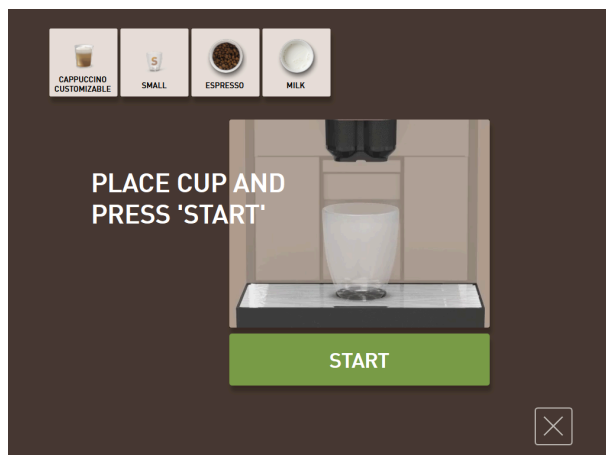 CAPPUCCINO
CUSTOMIZABLE
S
SMALL
ESPRESSO
MILK
PLACE CUP AND
PRESS 'START'
START